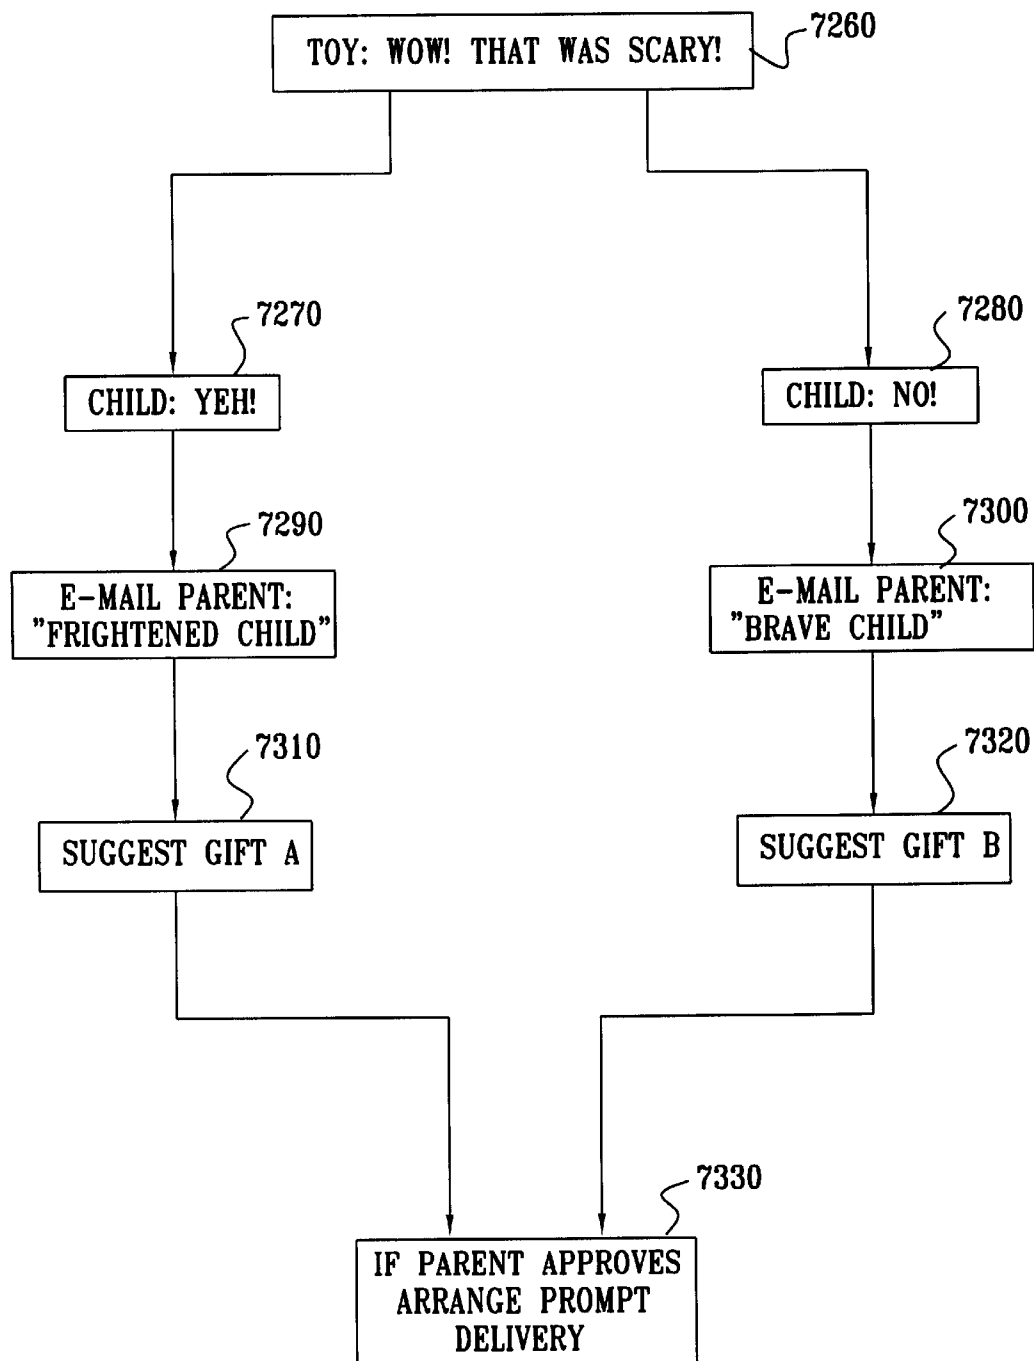 7260
TOY: WOW! THAT WAS SCARY!
7270
7280
CHILD: YEH!
CHILD: NO!
7290
7300
E-MAIL PARENT:
"FRIGHTENED CHILD"
E-MAIL PARENT:
"BRAVE CHILD"
7310
7320
SUGGEST GIFT A
SUGGEST GIFT B
7330
IF PARENT APPROVES
ARRANGE PROMPT
DELIVERY